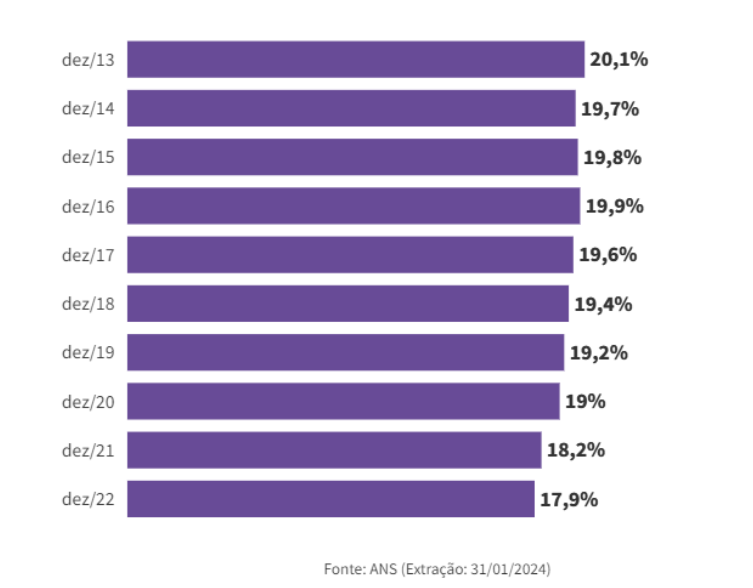 dez/13 20,1%
dez/14 19,7%
dez/15 19,8%
dez/16 19,9%
dez/17 19,6%
dez/18 19,4%
dez/19 19,2%
dez/20 19%
dez/21 18,2%
dez/22 17,9%
Fonte: ANS (Extração: 31/01/2024)